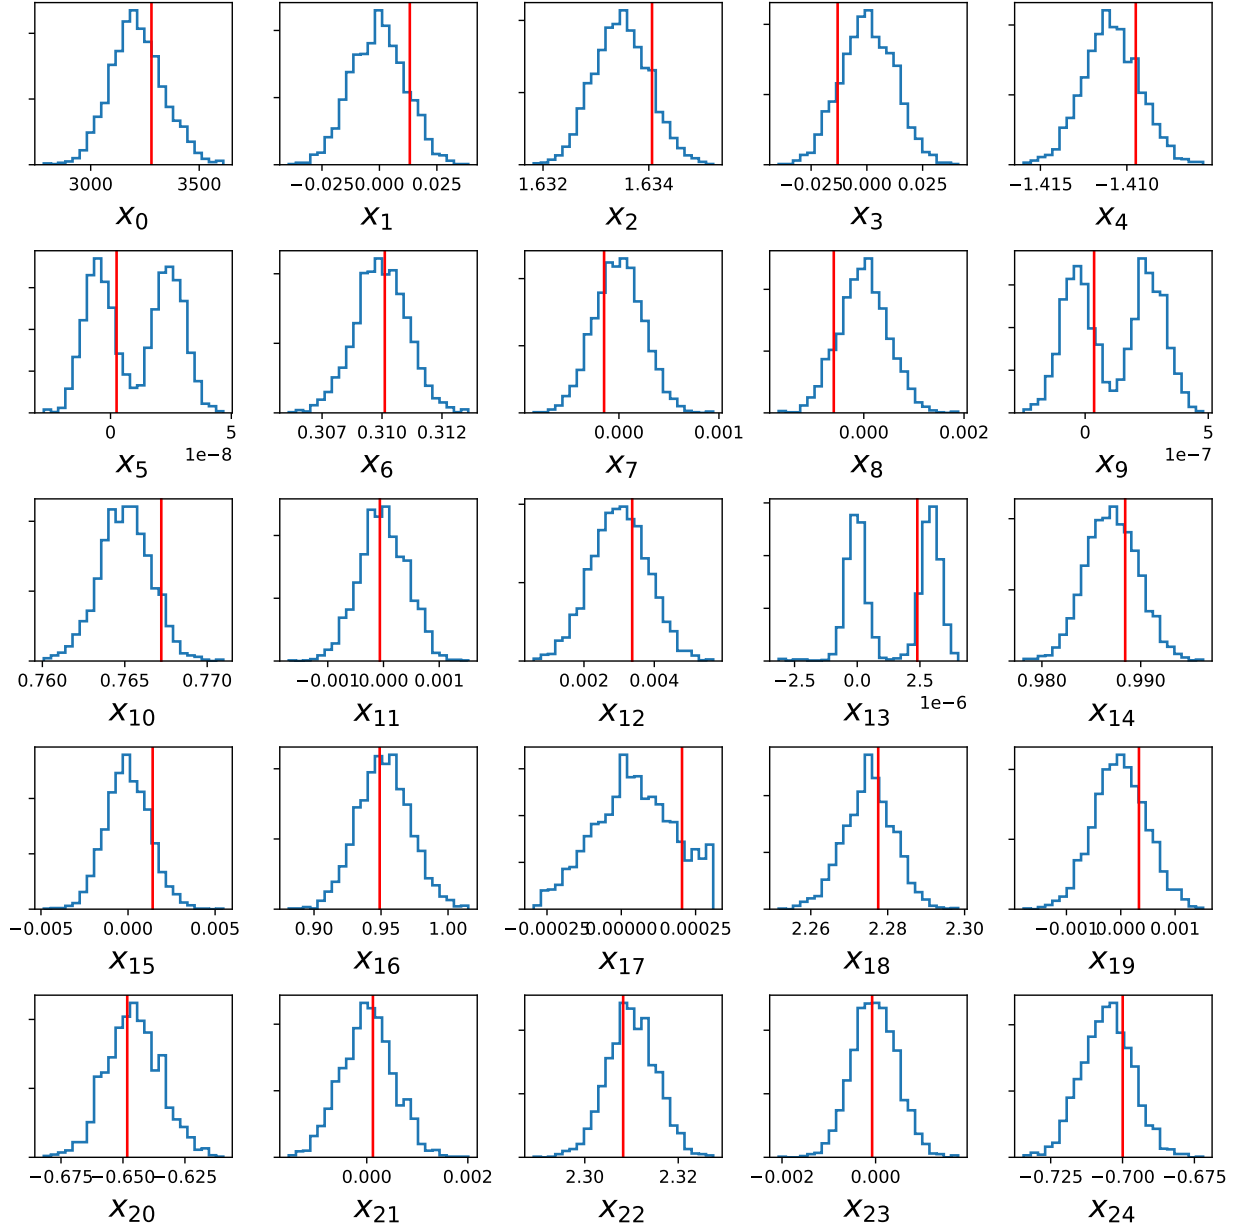 3000 3500
x0
−0.0250.000 0.025
x1
1.632 1.634
x2
−0.0250.000 0.025
x3
−1.415 −1.410
x4
0 5
1e−8
x5
0.307 0.310 0.312
x6
0.000 0.001
x7
0.000 0.002
x8
0 5
1e−7
x9
0.760 0.765 0.770
x10
−0.0010.000 0.001
x11
0.002 0.004
x12
−2.5 0.0 2.5
1e−6
x13
0.980 0.990
x14
−0.005 0.000 0.005
x15
0.90 0.95 1.00
x16
−0.000250.00000 0.00025
x17
2.26 2.28 2.30
x18
−0.0010.000 0.001
x19
−0.675−0.650−0.625
x20
0.000 0.002
x21
2.30 2.32
x22
−0.002 0.000
x23
−0.725 −0.700 −0.675
x24